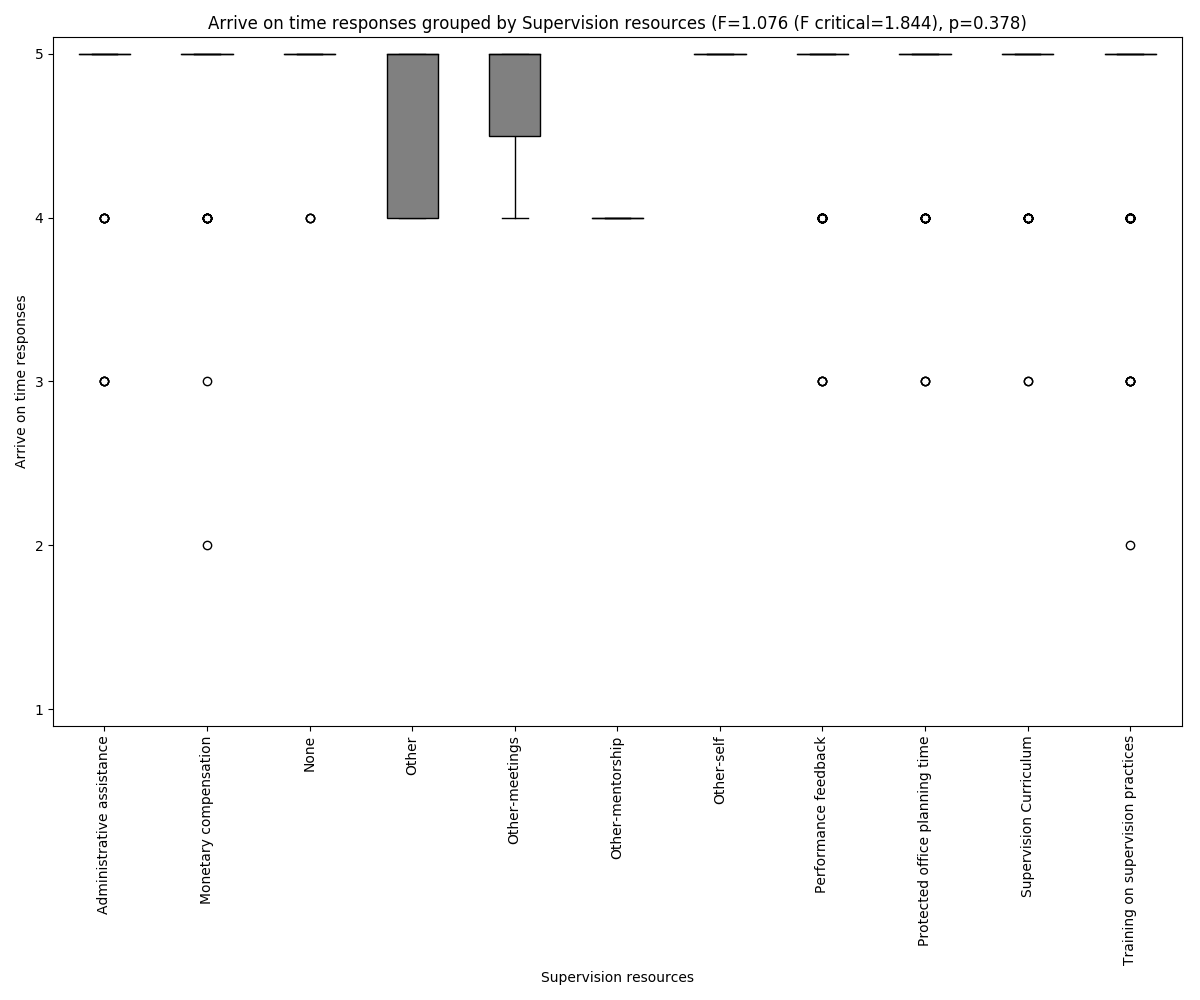 Arrive on time responses grouped by Supervision resources (F=1.076 (F critical=1.844), p=0.378)
Arrive on time responses
5
4
3
2
1
Administrative assistance
Monetary compensation
None
Other
Other-meetings
Other-mentorship
Other-self
Performance feedback
Protected office planning time
Supervision Curriculum
Training on supervision practices
Supervision resources